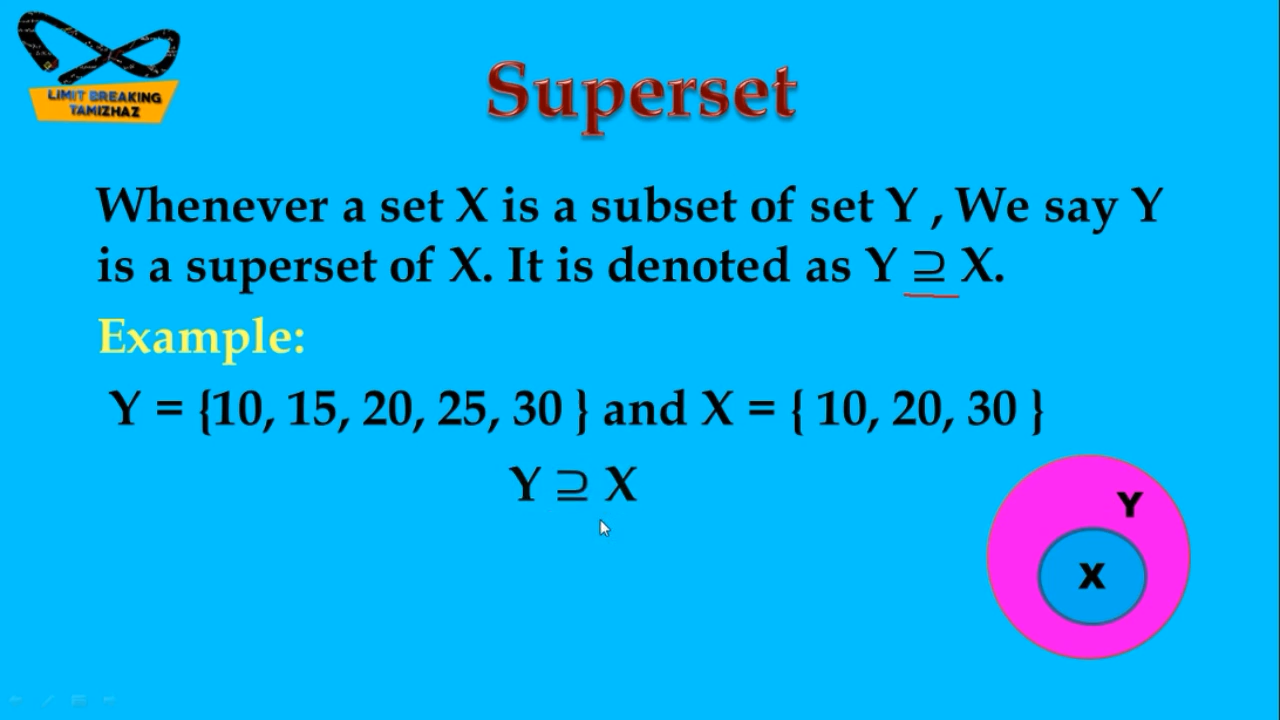 LIMIT BREAKING
TAMIZHAZ
Superset
Whenever a set X is a subset of set Y , We say Y
is a superset of X. It is denoted as Y ⊇ X.
Example:
Y = {10, 15, 20, 25, 30 } and X = { 10, 20, 30 }
Y ⊇ X
Y
X